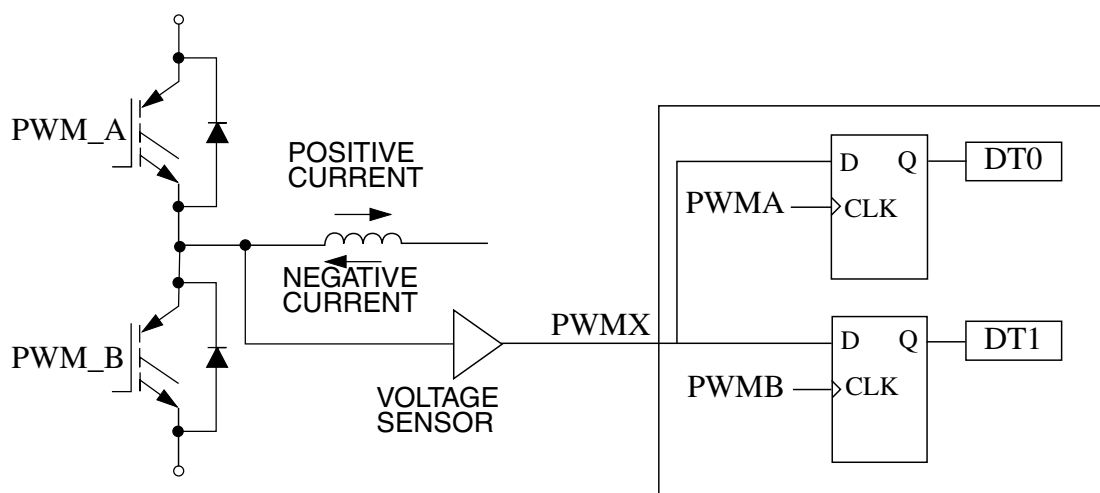 PWM_A
POSITIVE
CURRENT
NEGATIVE
CURRENT
PWM_B
VOLTAGE
SENSOR
PWMX
D Q
PWMA
CLK
DT0
D Q
PWMB
CLK
DT1